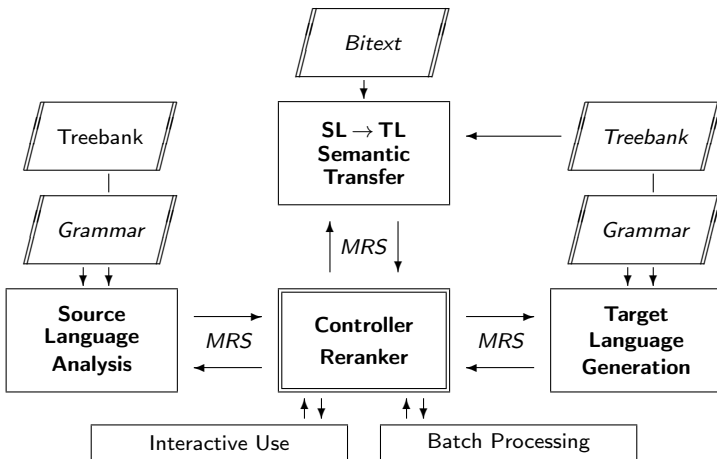 Bitext
Treebank
SL → TL
Semantic
Transfer
Treebank
Grammar
Grammar
MRS
Source
Language
Analysis
MRS
Controller
Reranker
MRS
Target
Language
Generation
Interactive Use
Batch Processing